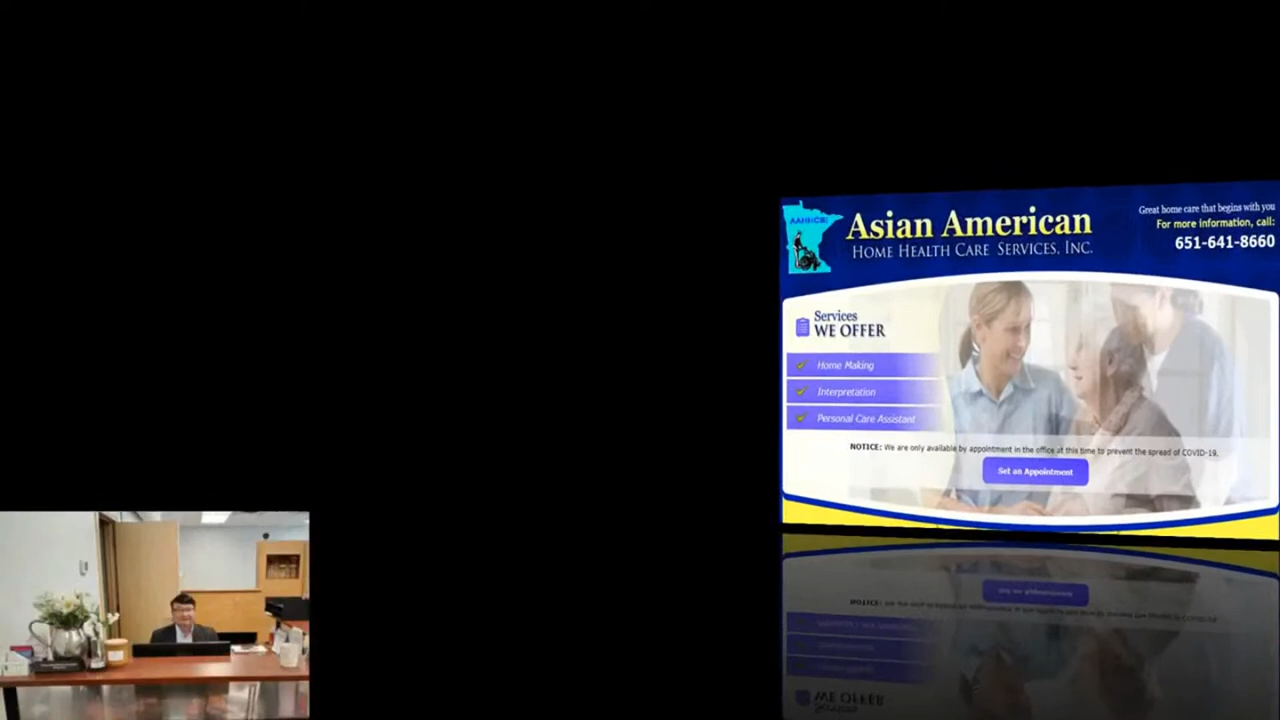 AAHHCSI
Asian American
HOME HEALTH CARE SERVICES, INC.
Great home care that begins with you
For more information, call:
651-641-8660
Services
WE OFFER
Home Making
Interpretation
Personal Care Assistant
NOTICE: We are only available by appointment in the office at this time to prevent the spread of COVID-19.
Set an Appointment